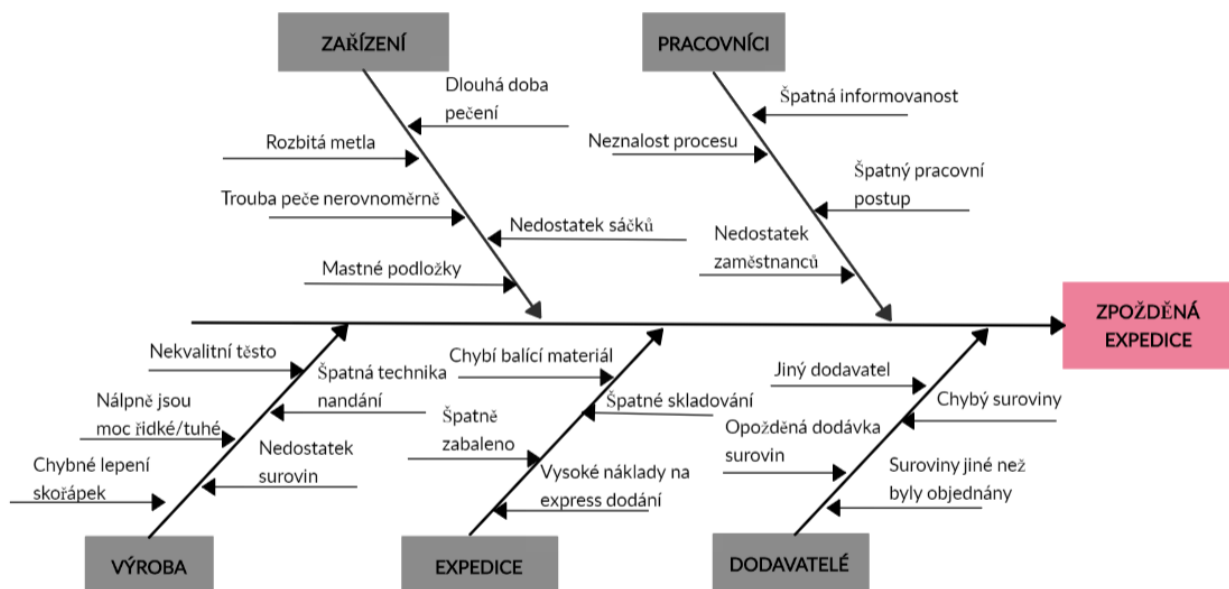 ZAŘÍZENÍ
PRACOVNÍCI
Dlouhá doba
pečení
Špatná informovanost
Rozbitá metla
Neznalost procesu
Trouba peče nerovnoměrně
Špatný pracovní
postup
Nedostatek sáčků
Nedostatek
zaměstnanců
Mastné podložky
ZPOŽDĚNÁ
EXPEDICE
Nekvalitní těsto
Chybí balící materiál
Špatná technika
nandání
Jiný dodavatel
Nálpně jsou
moc řidké/tuhé
Špatné skladování
Chybý suroviny
Špatně
zabaleno
Opožděná dodávka
surovin
Nedostatek
surovin
Chybné lepení
skořápek
Vysoké náklady na
express dodání
Suroviny jiné než
byly objednány
VÝROBA
EXPEDICE
DODAVATELÉ